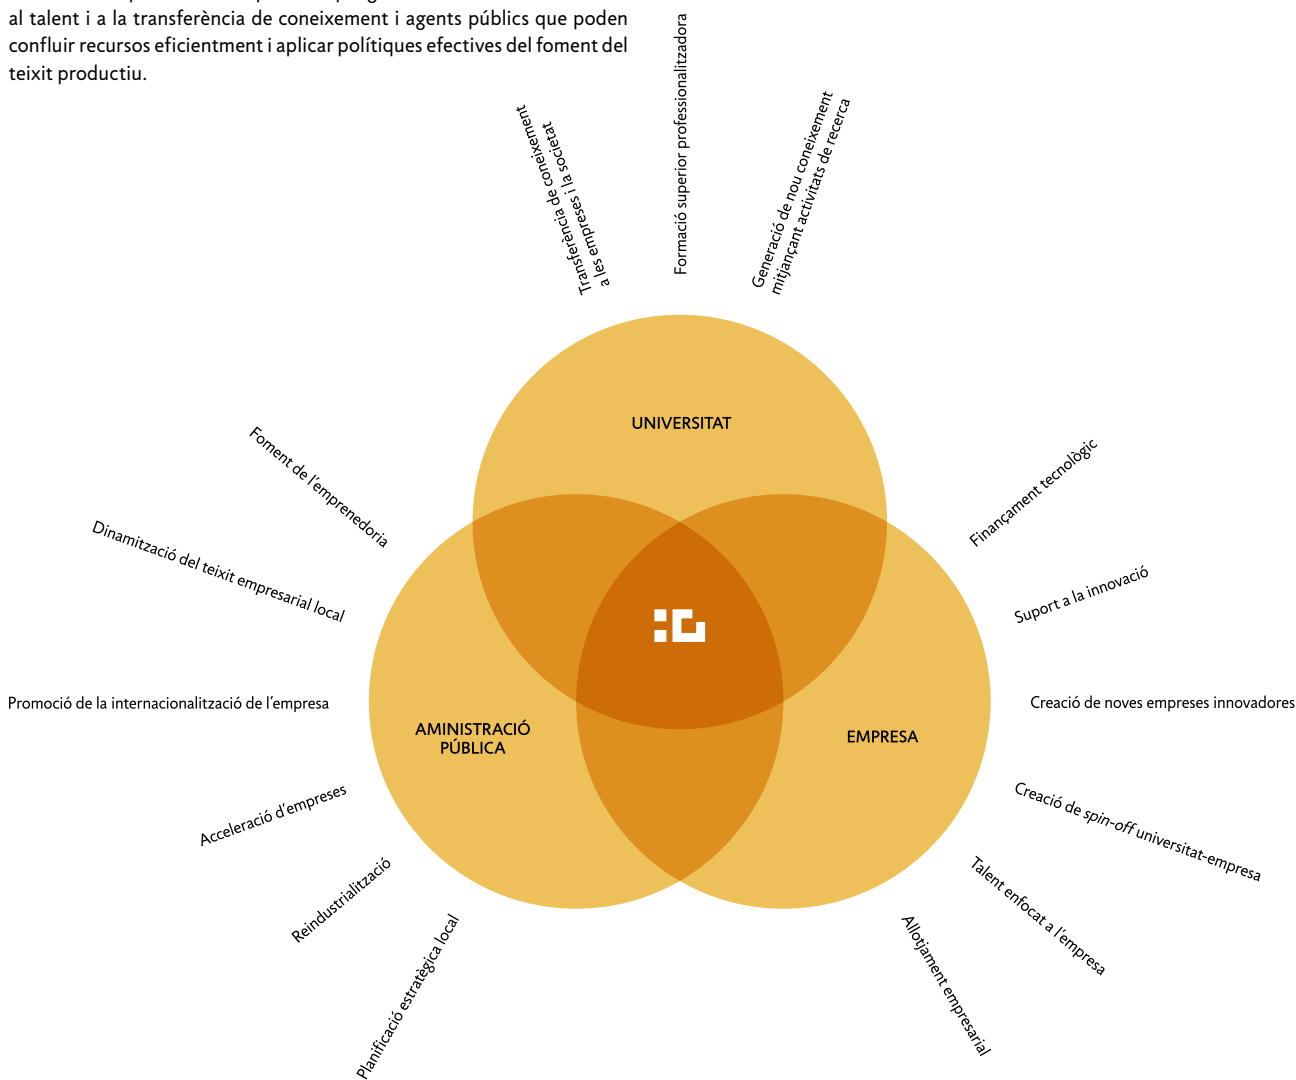 al talent i a la transferència de coneixement i agents públics que poden
confluir recursos eficientment i aplicar polítiques efectives del foment del
teixit productiu.
Transferència de coneixement
a les empreses i la societat
Formació superior professionalitzadora
Generació de nou coneixement
mitjançant activitats de recerca
UNIVERSITAT
Foment de l'emprenedoria
Dinamització del teixit empresarial local
Promoció de la internacionalització de l'empresa
Acceleració d'empreses
Reindustrialització
Planificació estratègica local
AMINISTRACIÓ
PÚBLICA
EMPRESA
Finançament tecnològic
Suport a la innovació
Creació de noves empreses innovadores
Creació de spin-off universitat-empresa
Talent enfocat a l'empresa
Allotjament empresarial